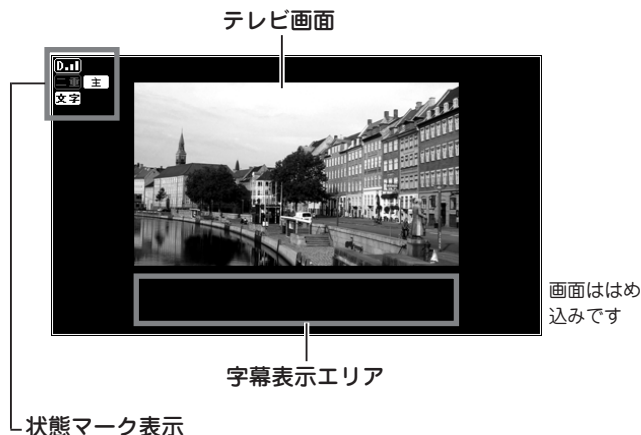 テレビ画面
D.
二重 主
文字
画面ははめ
込みです
字幕表示エリア
状態マーク表示